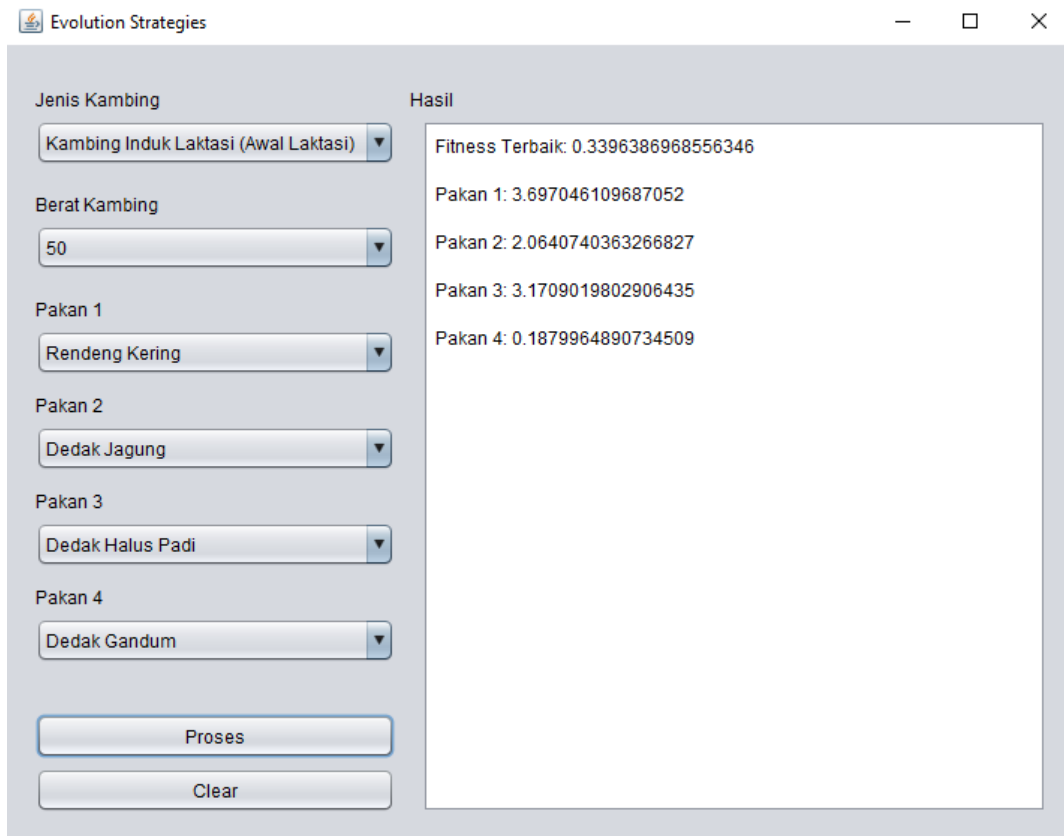 Evolution Strategies
Jenis Kambing
Kambing Induk Laktasi (Awal Laktasi)
Berat Kambing
50
Pakan 1
Rendeng Kering
Pakan 2
Dedak Jagung
Pakan 3
Dedak Halus Padi
Pakan 4
Dedak Gandum
Proses
Clear
Hasil
Fitness Terbaik: 0.3396386968556346
Pakan 1: 3.697046109687052
Pakan 2: 2.0640740363266827
Pakan 3: 3.1709019802906435
Pakan 4: 0.1879964890734509